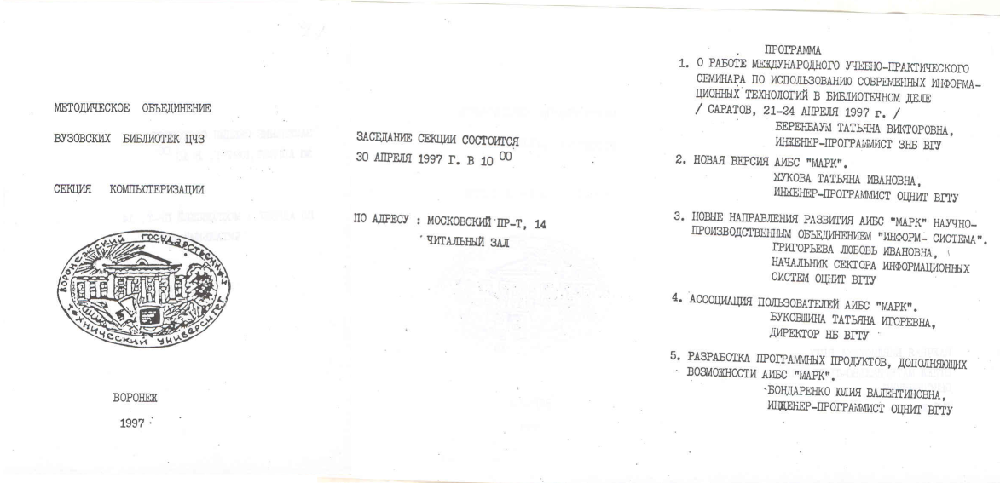 МЕТОДИЧЕСКОЕ ОБЪЕДИНЕНИЕ
ВУЗОВСКИХ БИБЛИОТЕК ЦЧЗ
СЕКЦИЯ КОМПЬЮТЕРИЗАЦИИ
ВОРОНЕЖСКИЙ ГОСУДАРСТВЕННЫЙ
ТЕХНИЧЕСКИЙ УНИВЕРСИТЕТ
ВОРОНЕЖ
1997
ЗАСЕДАНИЕ СЕКЦИИ СОСТОИТСЯ
30 АПРЕЛЯ 1997 Г. В 10 00
ПО АДРЕСУ : МОСКОВСКИЙ ПР-Т, 14
ЧИТАЛЬНЫЙ ЗАЛ
ПРОГРАММА
1. О РАБОТЕ МЕЖДУНАРОДНОГО УЧЕБНО-ПРАКТИЧЕСКОГО
СЕМИНАРА ПО ИСПОЛЬЗОВАНИЮ СОВРЕМЕННЫХ ИНФОРМА-
ЦИОННЫХ ТЕХНОЛОГИЙ В БИБЛИОТЕЧНОМ ДЕЛЕ
/ САРАТОВ, 21-24 АПРЕЛЯ 1997 г. /
БЕРЕНБАУМ ТАТЬЯНА ВИКТОРОВНА,
ИНЖЕНЕР-ПРОГРАММИСТ ЗНБ ВГУ
2. НОВАЯ ВЕРСИЯ АИБС "МАРК".
ЖУКОВА ТАТЬЯНА ИВАНОВНА,
ИНЖЕНЕР-ПРОГРАММИСТ ОЦНИТ ВГТУ
3. НОВЫЕ НАПРАВЛЕНИЯ РАЗВИТИЯ АИБС "МАРК" НАУЧНО-
ПРОИЗВОДСТВЕННЫМ ОБЪЕДИНЕНИЕМ "ИНФОРМ- СИСТЕМА".
ГРИГОРЬЕВА ЛЮБОВЬ ИВАНОВНА,
НАЧАЛЬНИК СЕКТОРА ИНФОРМАЦИОННЫХ
СИСТЕМ ОЦНИТ ВГТУ
4. АССОЦИАЦИЯ ПОЛЬЗОВАТЕЛЕЙ АИБС "МАРК".
БУКОВШИНА ТАТЬЯНА ИГОРЕВНА,
ДИРЕКТОР НБ ВГТУ
5. РАЗРАБОТКА ПРОГРАММНЫХ ПРОДУКТОВ, ДОПОЛНЯЮЩИХ
ВОЗМОЖНОСТИ АИБС "МАРК".
БОНДАРЕНКО ЮЛИЯ ВАЛЕНТИНОВНА,
ИНЖЕНЕР-ПРОГРАММИСТ ОЦНИТ ВГТУ